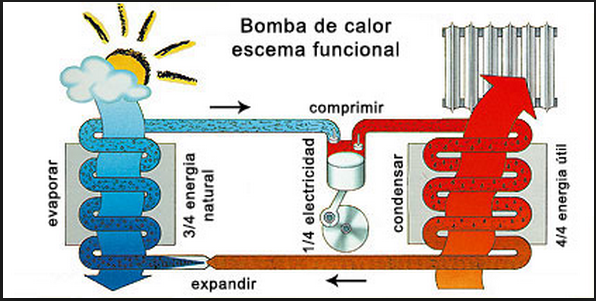 Bomba de calor
escema funcional
comprimir
evaporar
3/4 energia
natural
1/4 electricidad
condensar
4/4 energia útil
expandir